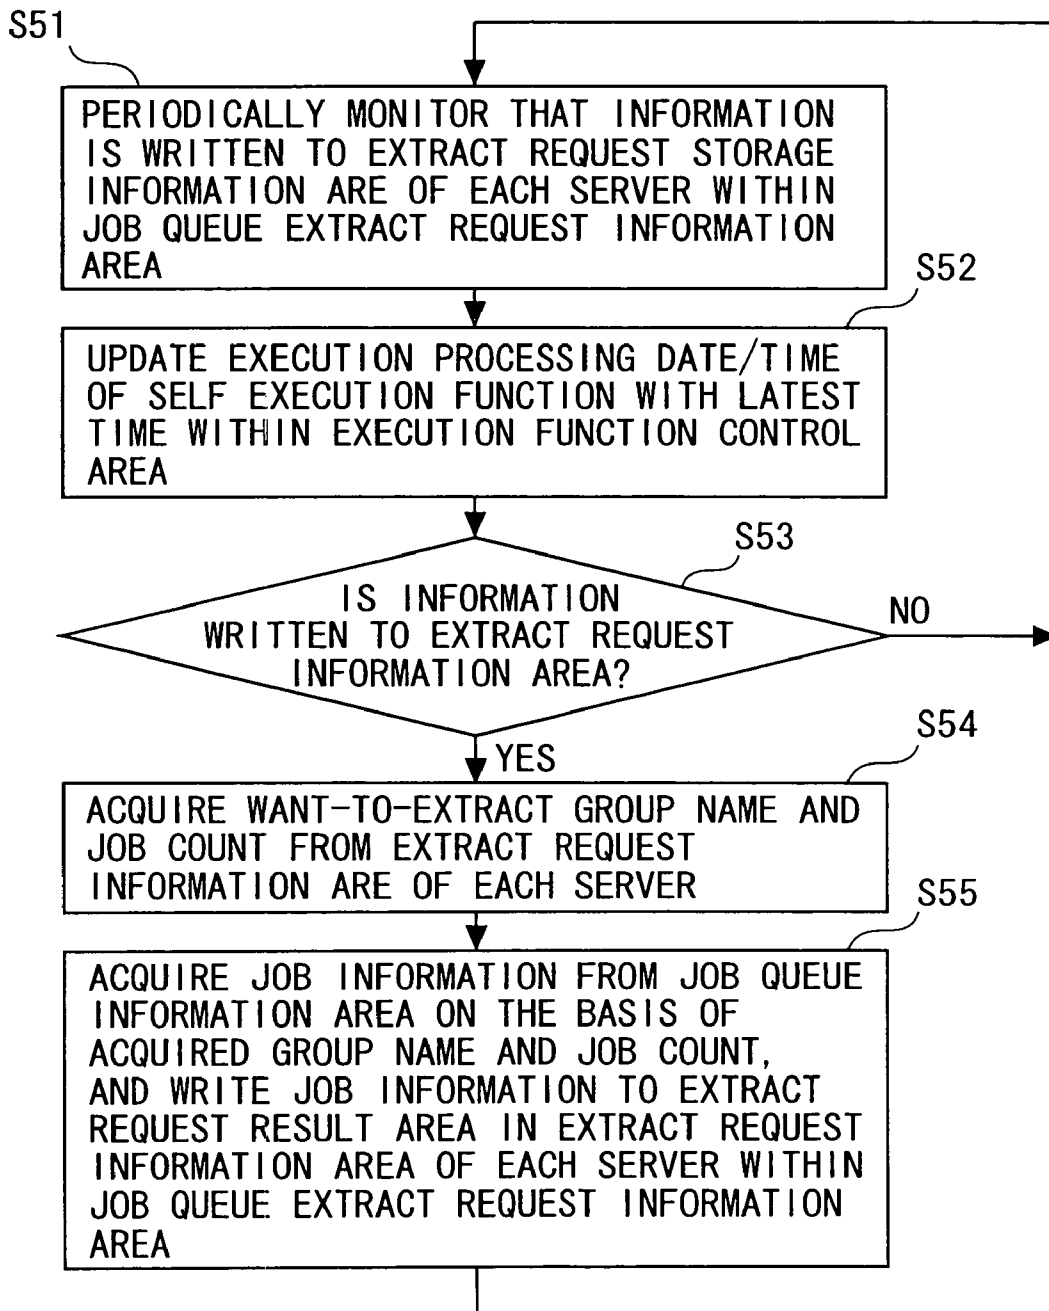 S51
PERIODICALLY MONITOR THAT INFORMATION
IS WRITTEN TO EXTRACT REQUEST STORAGE
INFORMATION ARE OF EACH SERVER WITHIN
JOB QUEUE EXTRACT REQUEST INFORMATION
AREA
S52
UPDATE EXECUTION PROCESSING DATE/TIME
OF SELF EXECUTION FUNCTION WITH LATEST
TIME WITHIN EXECUTION FUNCTION CONTROL
AREA
S53
IS INFORMATION
WRITTEN TO EXTRACT REQUEST
INFORMATION AREA?
NO
YES
S54
ACQUIRE WANT-TO-EXTRACT GROUP NAME AND
JOB COUNT FROM EXTRACT REQUEST
INFORMATION ARE OF EACH SERVER
S55
ACQUIRE JOB INFORMATION FROM JOB QUEUE
INFORMATION AREA ON THE BASIS OF
ACQUIRED GROUP NAME AND JOB COUNT,
AND WRITE JOB INFORMATION TO EXTRACT
REQUEST RESULT AREA IN EXTRACT REQUEST
INFORMATION AREA OF EACH SERVER WITHIN
JOB QUEUE EXTRACT REQUEST INFORMATION
AREA